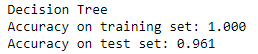 Decision Tree
Accuracy on training set: 1.000
Accuracy on test set: 0.961